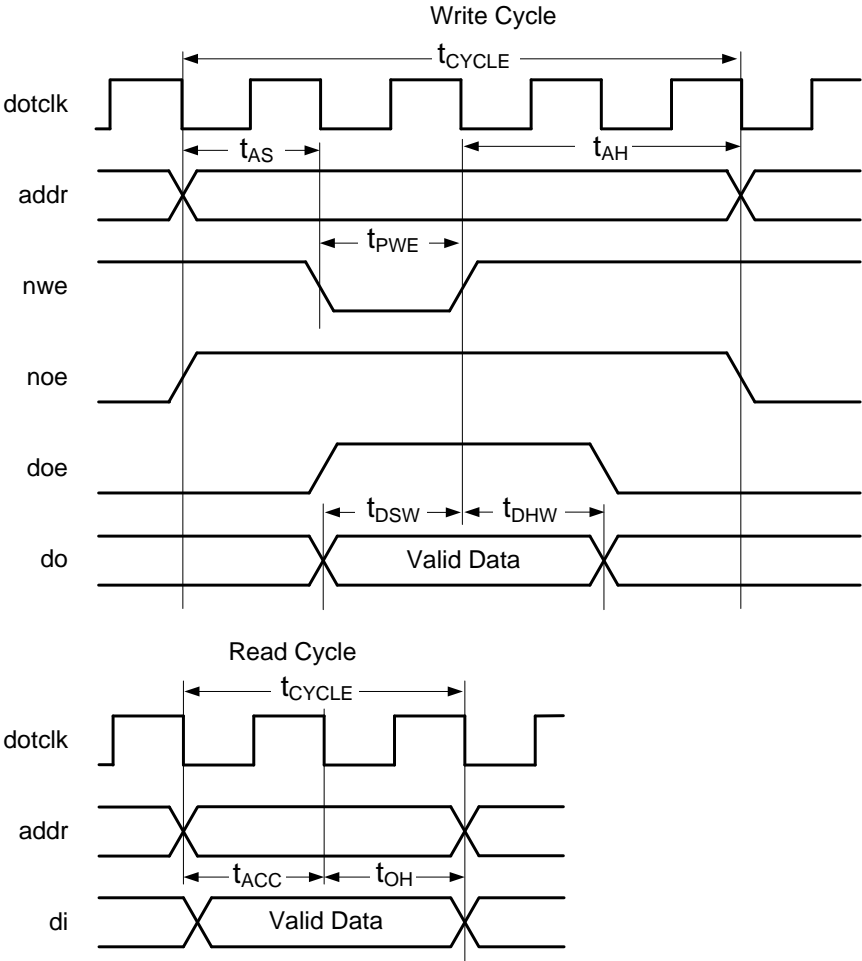 Write Cycle
tCYCLE
dotclk
tAS
tAH
addr
tPWE
nwe
noe
doe
tDSW
tDHW
do
Valid Data
Read Cycle
tCYCLE
dotclk
addr
tACC
tOH
di
Valid Data